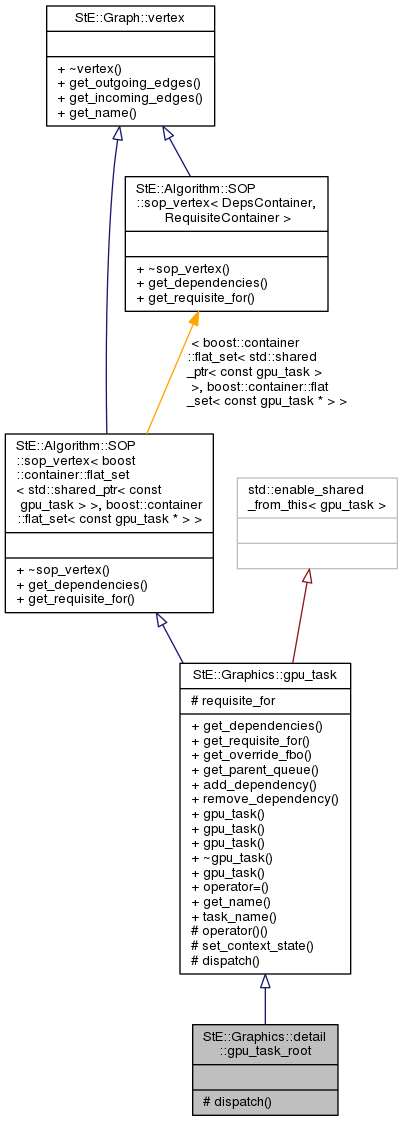 StE::Graph::vertex
+ ~vertex()
+ get_outgoing_edges()
+ get_incoming_edges()
+ get_name()
StE::Algorithm::SOP
::sop_vertex< DepsContainer,
RequisiteContainer >
+ ~sop_vertex()
+ get_dependencies()
+ get_requisite_for()
< boost::container
::flat_set< std::shared
_ptr< const gpu_task >
>, boost::container::flat
_set< const gpu_task * > >
StE::Algorithm::SOP
::sop_vertex< boost
::container::flat_set
< std::shared_ptr< const
gpu_task > >, boost::container
::flat_set< const gpu_task * > >
+ ~sop_vertex()
+ get_dependencies()
+ get_requisite_for()
std::enable_shared
_from_this< gpu_task >
StE::Graphics::gpu_task
# requisite_for
+ get_dependencies()
+ get_requisite_for()
+ get_override_fbo()
+ get_parent_queue()
+ add_dependency()
+ remove_dependency()
+ gpu_task()
+ gpu_task()
+ gpu_task()
+ ~gpu_task()
+ gpu_task()
+ operator=()
+ get_name()
+ task_name()
# operator()()
# set_context_state()
# dispatch()
StE::Graphics::detail
::gpu_task_root
# dispatch()